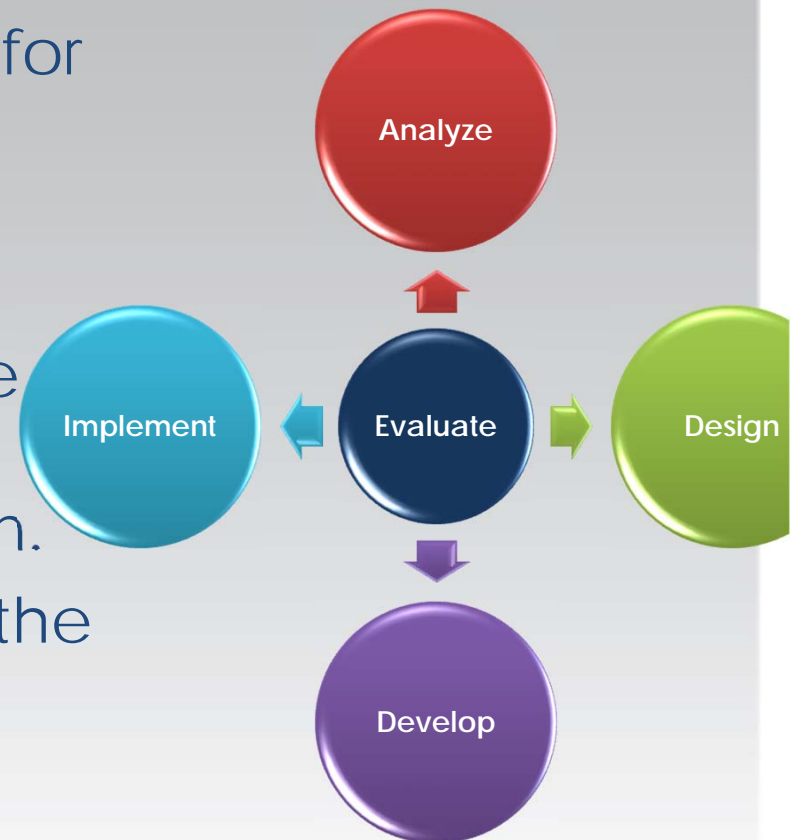 for
Analyze
e
Implement
Evaluate
Design
n.
the
Develop